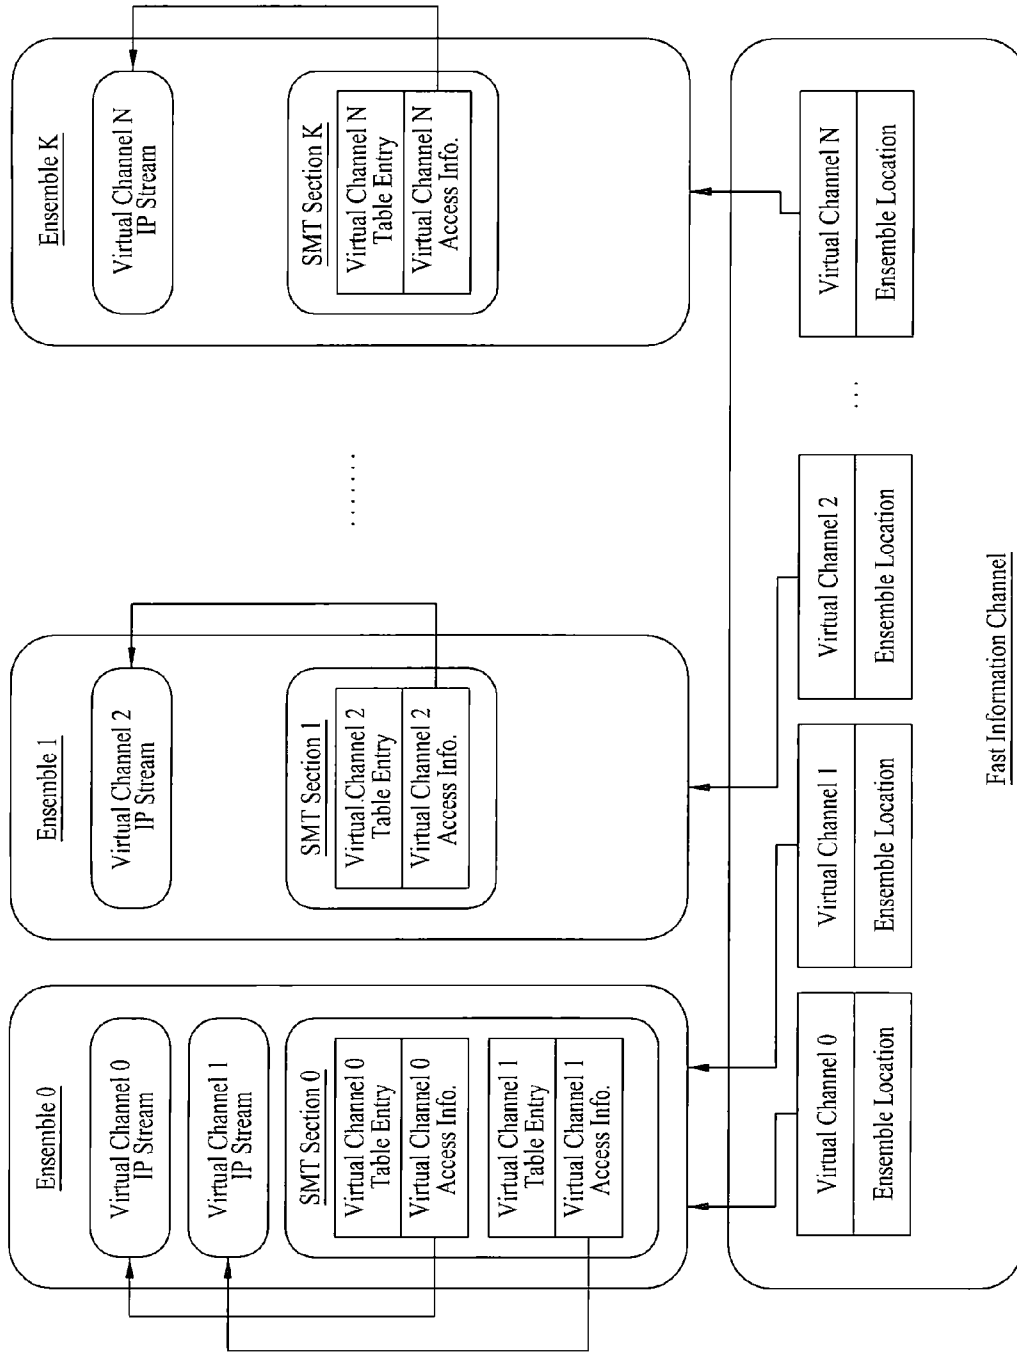 Ensemble 0
Virtual Channel 0
IP Stream
Virtual Channel 1
IP Stream
SMT Section 0
Virtual Channel 0
Table Entry
Virtual Channel 0
Access Info.
Virtual Channel 1
Table Entry
Virtual Channel 1
Access Info.
Ensemble 1
Virtual Channel 2
IP Stream
SMT Section 1
Virtual.Channel 2
Table Entry
Virtual Channel 2
Access Info.
........
Ensemble K
Virtual Channel N
IP Stream
SMT Section K
Virtual Channel N
Table Entry
Virtual Channel N
Access Info.
Virtual Channel 0
Ensemble Location
Virtual Channel 1
Ensemble Location
Virtual Channel 2
Ensemble Location
...
Virtual Channel N
Ensemble Location
Fast Information Channel